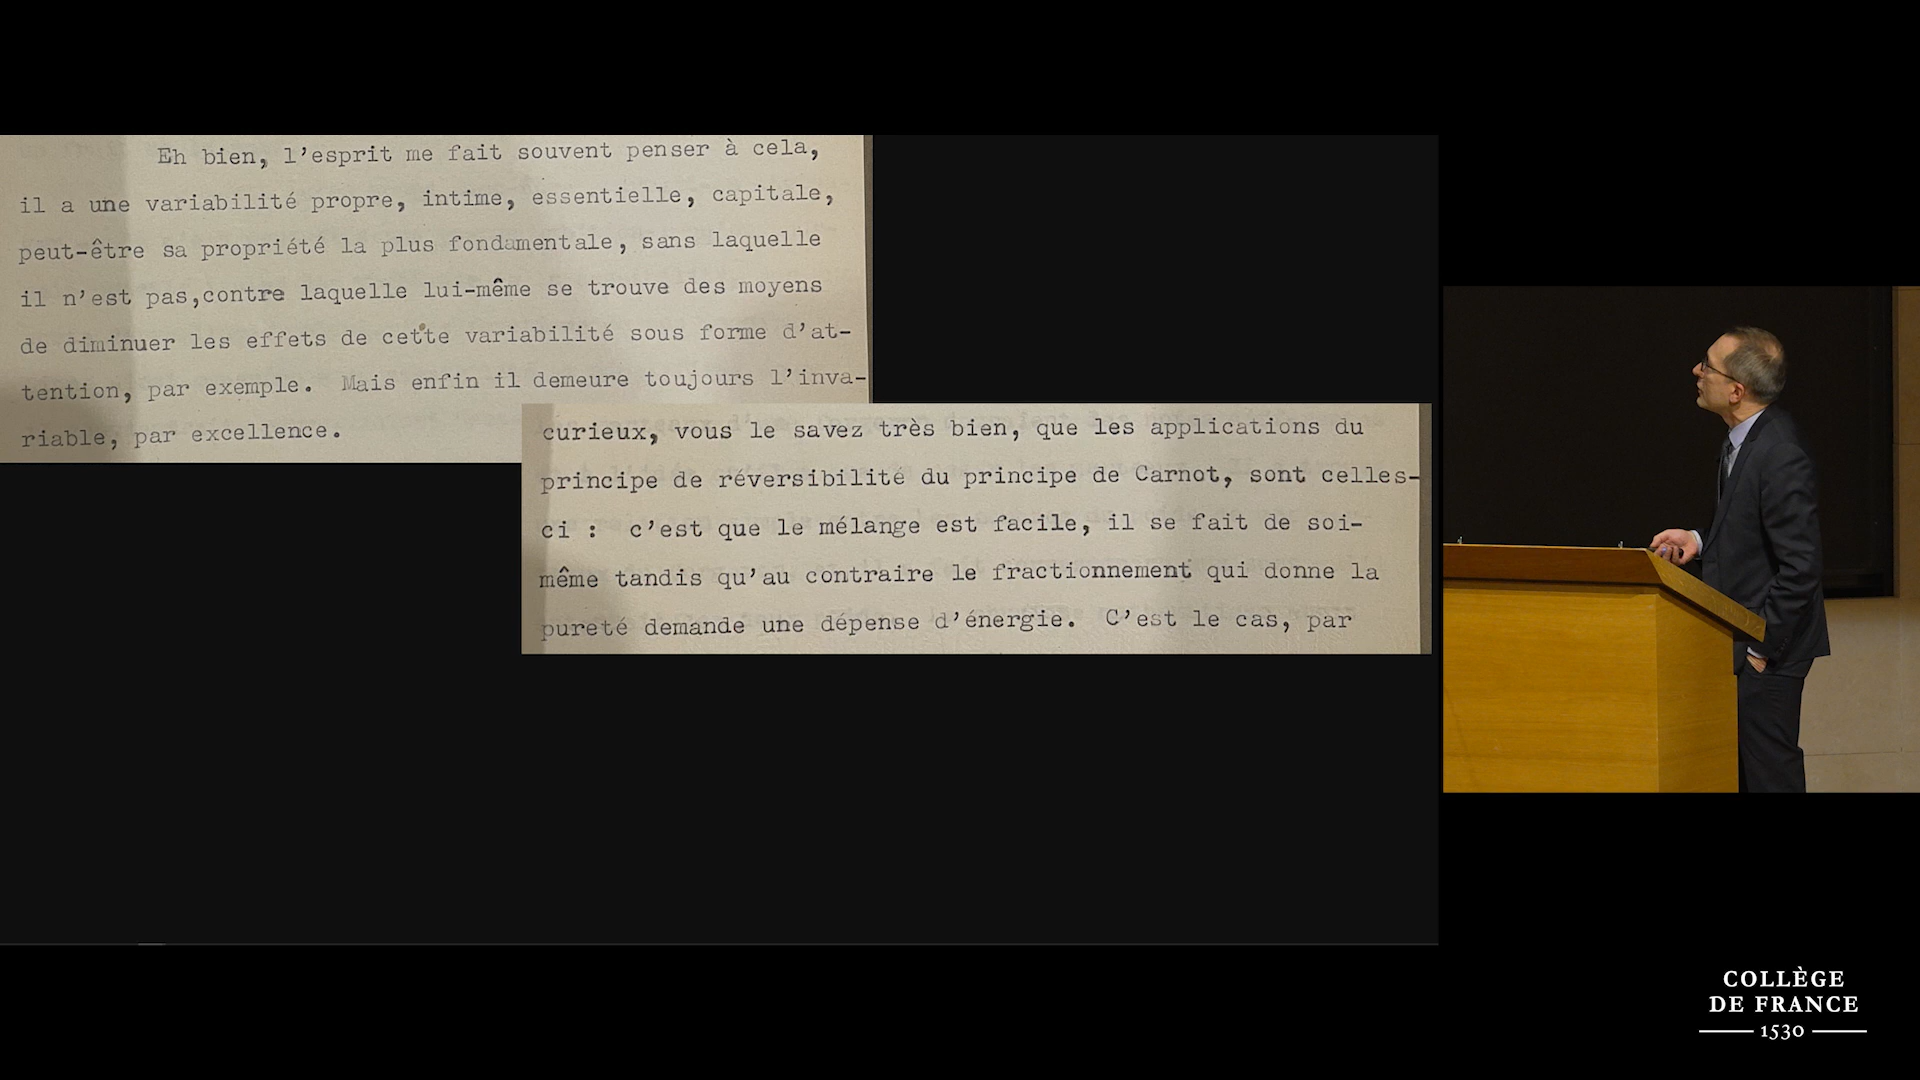 Eh bien, l'esprit me fait souvent penser à cela,
il a une variabilité propre, intime, essentielle, capitale,
peut-être sa propriété la plus fondamentale, sans laquelle
il n'est pas,contre laquelle lui-même se trouve des moyens
de diminuer les effets de cette variabilité sous forme d'at-
tention, par exemple. Mais enfin il demeure toujours l'inva-
riable, par excellence.
curieux, vous le savez très bien, que les applications du
principe de réversibilité du principe de Carnot, sont celles-
ci : c'est que le mélange est facile, il se fait de soi-
même tandis qu'au contraire le fractionnement qui donne la
pureté demande une dépense d'énergie. C'est le cas, par
COLLÈGE
DE FRANCE
1530